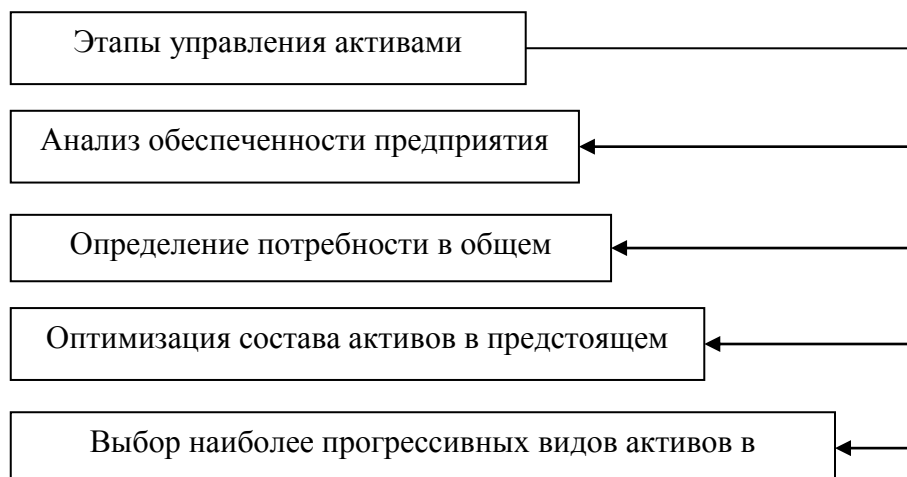 Этапы управления активами
Анализ обеспеченности предприятия
Определение потребности в общем
Оптимизация состава активов в предстоящем
Выбор наиболее прогрессивных видов активов в